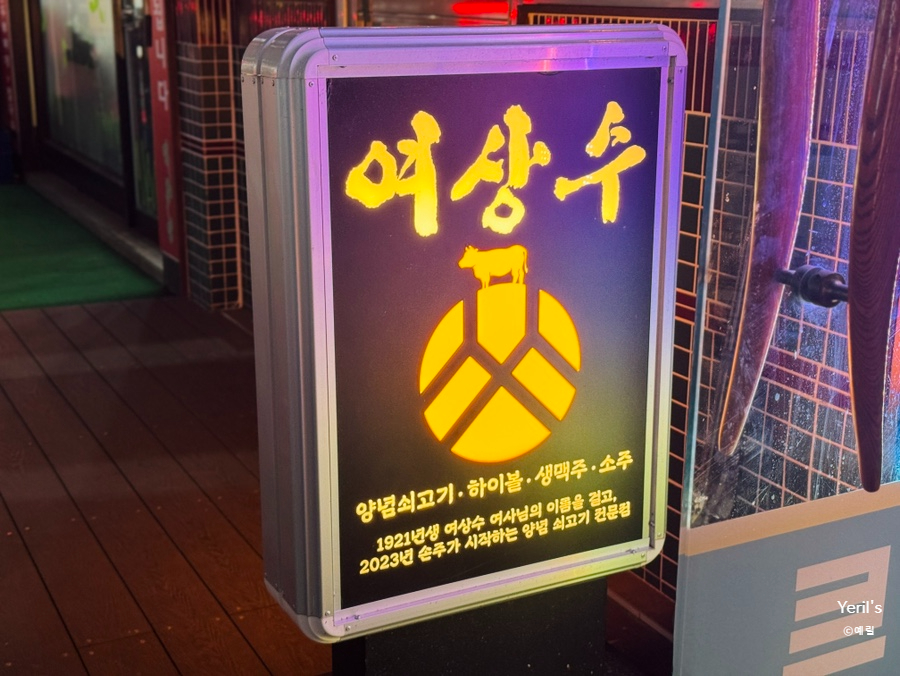 여상수
양념쇠고기·하이볼·생맥주·소주
1921년생 여상수 여사님의 이름을 걸고,
2023년 손주가 시작하는 양념 쇠고기 전문점
Yeril's
©예릴